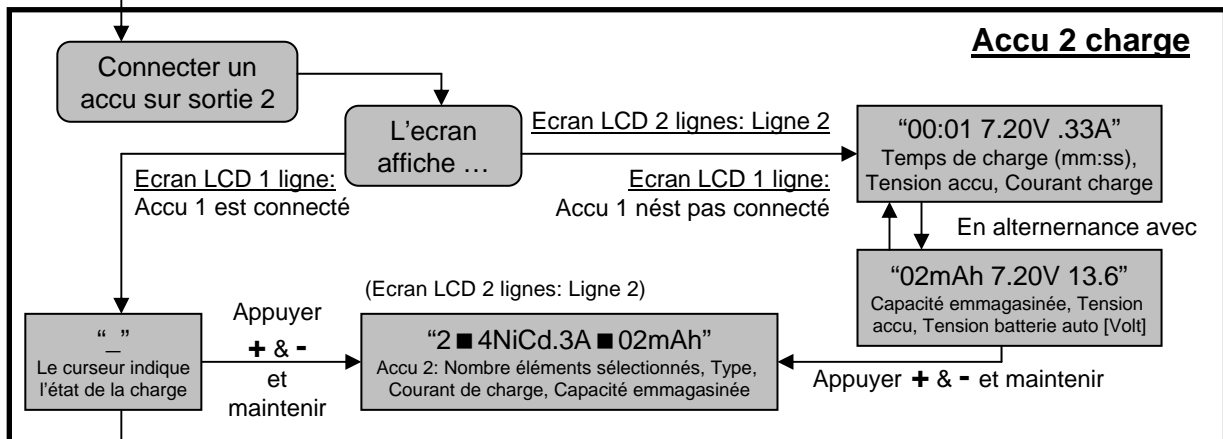 Accu 2 charge
Connecter un
accu sur sortie 2
L'ecran
affiche …
Ecran LCD 2 lignes: Ligne 2
Ecran LCD 1 ligne:
Accu 1 nést pas connecté
Ecran LCD 1 ligne:
Accu 1 est connecté
“00:01 7.20V .33A”
Temps de charge (mm:ss),
Tension accu, Courant charge
En alternernance avec
“02mAh 7.20V 13.6”
Capacité emmagasinée, Tension
accu, Tension batterie auto [Volt]
“_”
Le curseur indique
l’état de la charge
Appuyer
+ & -
et
maintenir
(Ecran LCD 2 lignes: Ligne 2)
“2 ■ 4NiCd.3A ■ 02mAh”
Accu 2: Nombre éléments sélectionnés, Type,
Courant de charge, Capacité emmagasinée
Appuyer + & - et maintenir